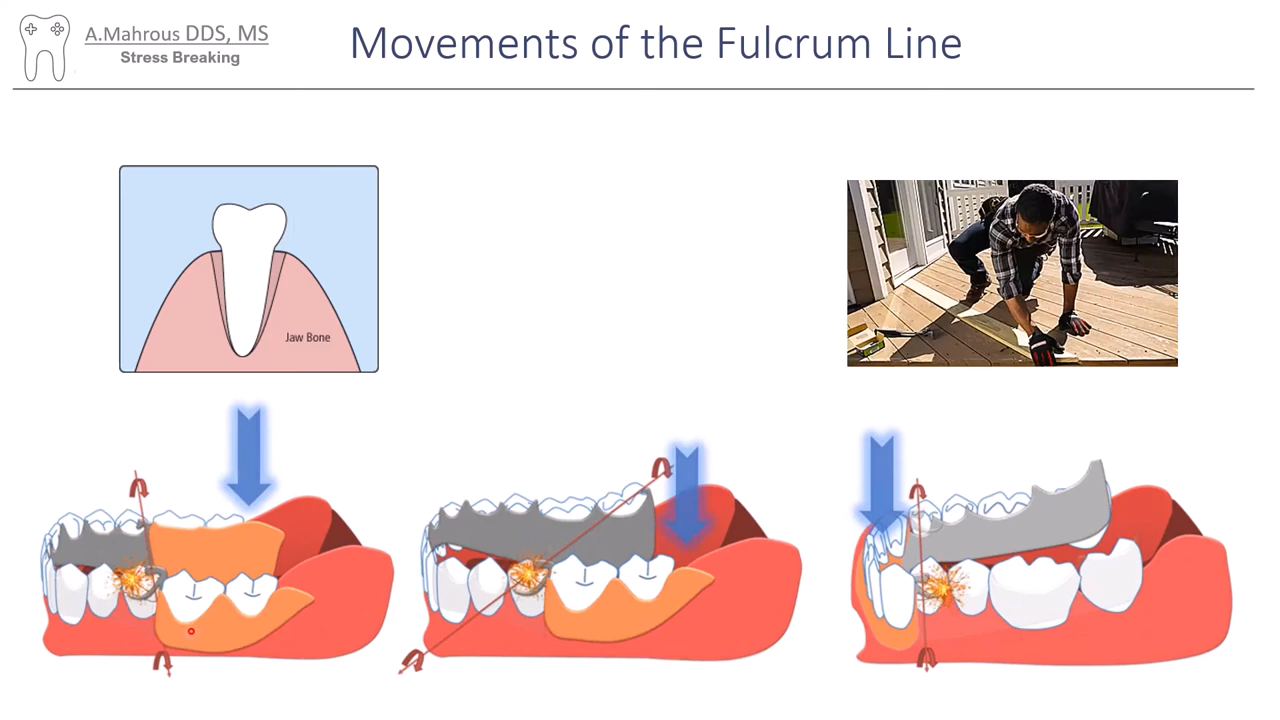 A.Mahrous DDS, MS
Stress Breaking
Movements of the Fulcrum Line
Jaw Bone